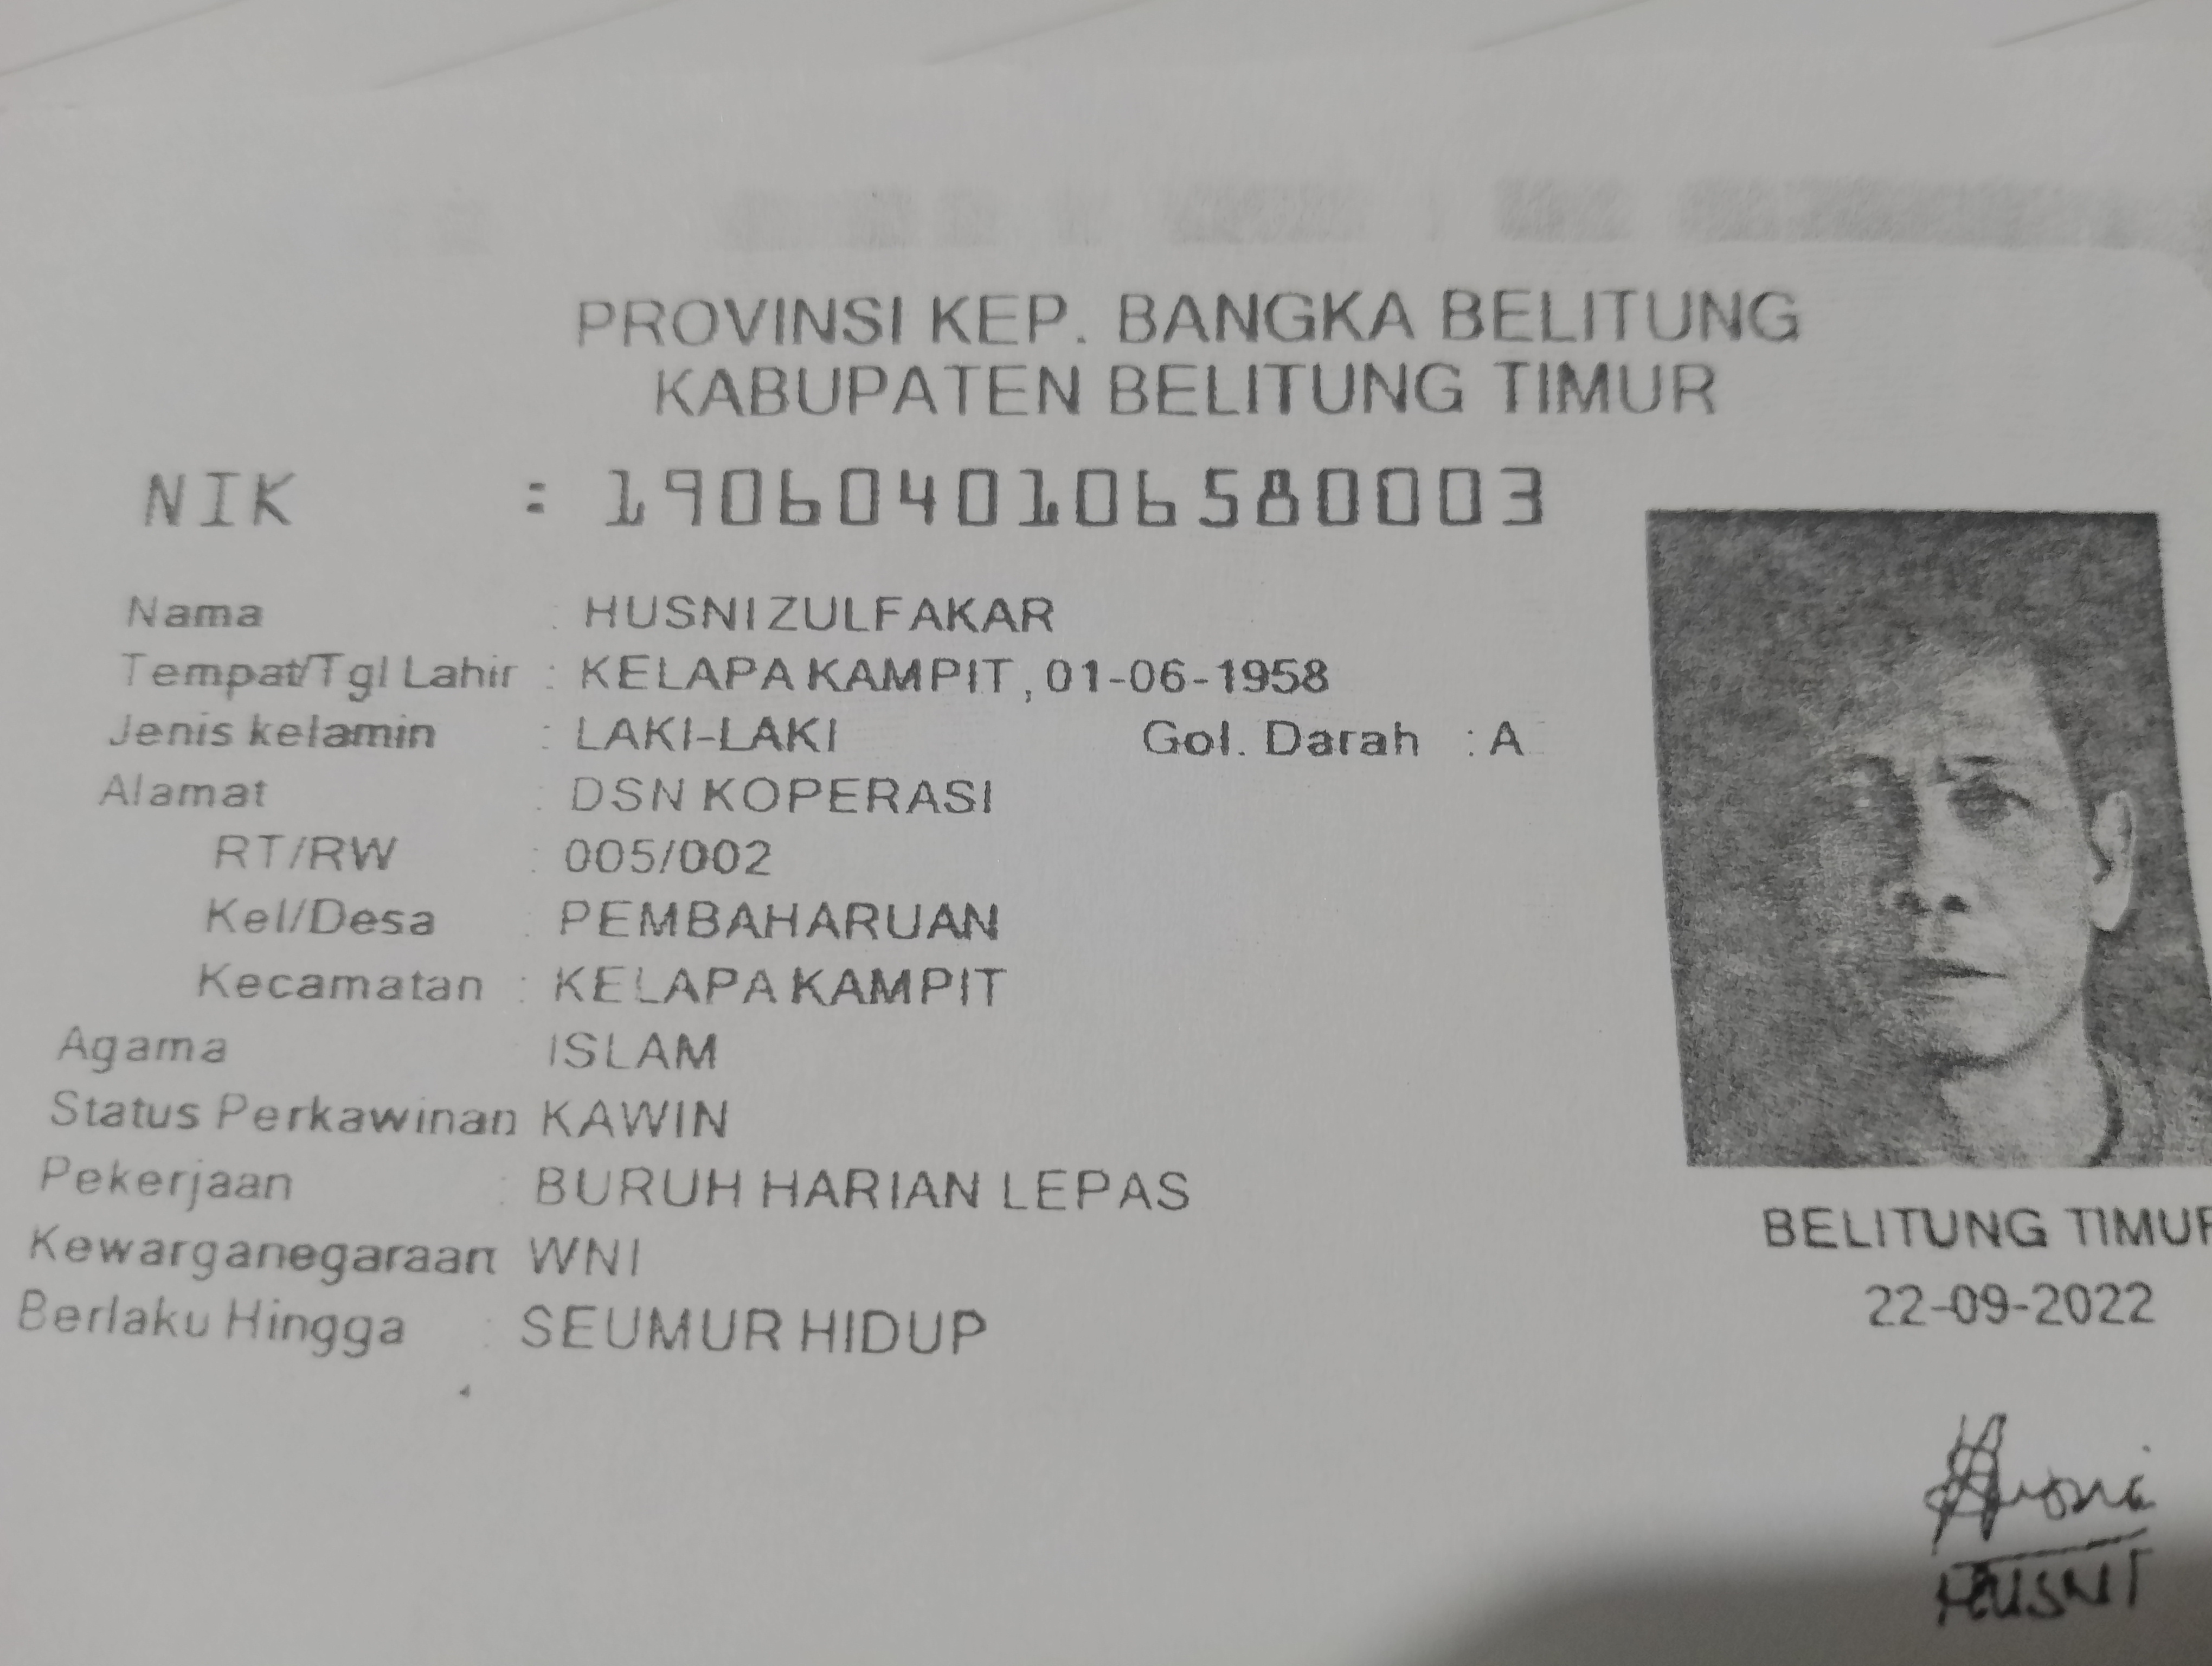 PROVINSI KEP. BANGKA BELITUNG
KABUPATEN BELITUNG TIMUR
NIK : 1906040106580003
Nama : HUSNI ZULFAKAR
Tempat/Tgl Lahir : KELAPA KAMPIT, 01-06-1958
Jenis kelamin : LAKI-LAKI Gol. Darah : A
Alamat : DSN KOPERASI
RT/RW : 005/002
Kel/Desa : PEMBAHARUAN
Kecamatan : KELAPA KAMPIT
Agama ISLAM
Status Perkawinan KAWIN
Pekerjaan : BURUH HARIAN LEPAS
Kewarganegaraan WNI
Berlaku Hingga : SEUMUR HIDUP
BELITUNG TIMUR
22-09-2022
Husni
HUSNI